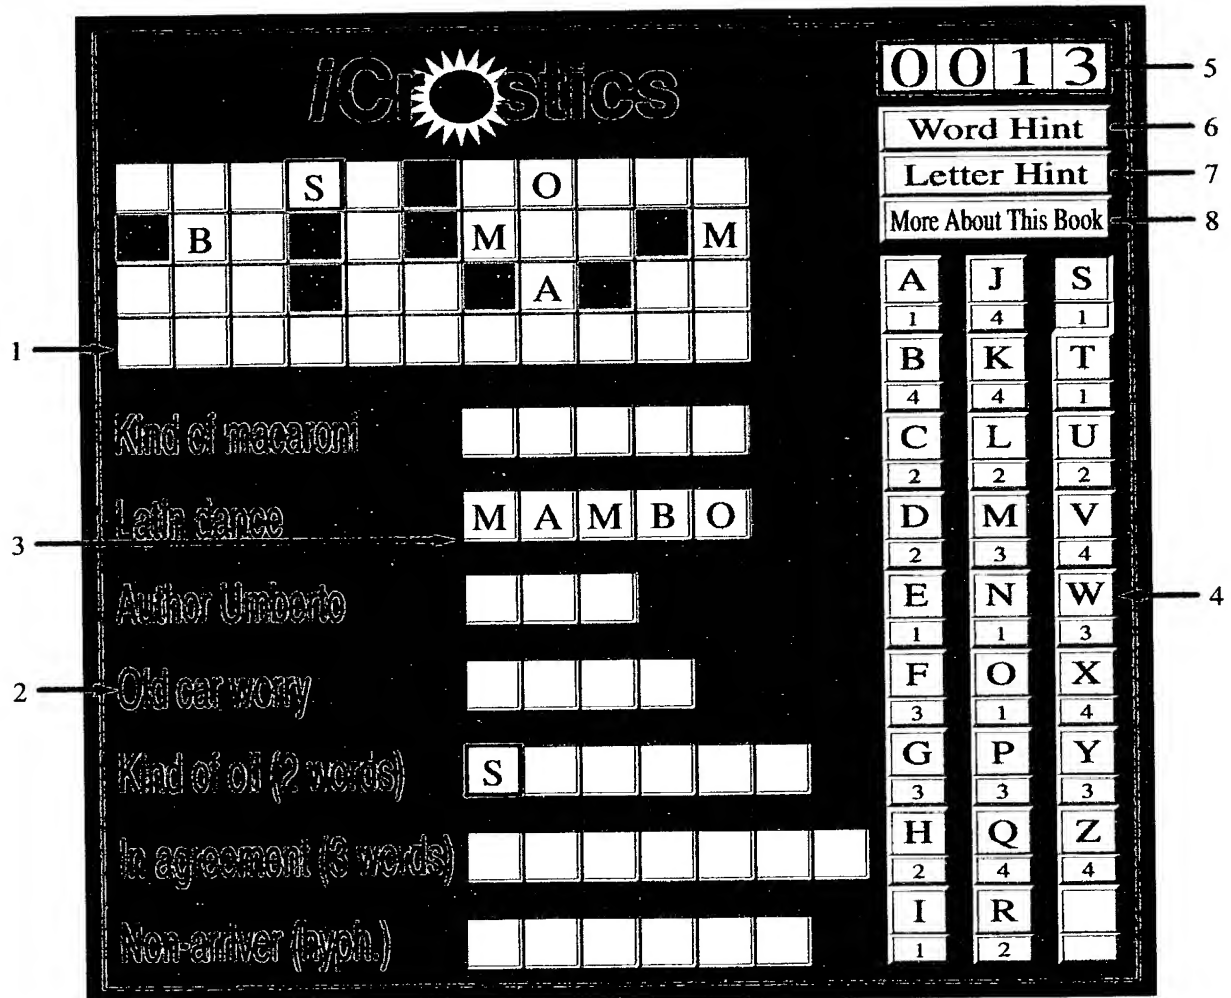 iCrostics
0013
5
Word Hint
6
Letter Hint
7
More About This Book
8
S O
B M M
A
1
A J S
1 4 1
B K T
4 4 1
C L U
2 2 2
D M V
2 3 4
E N W
1 1 3
4
F O X
3 1 4
G P Y
3 3 3
H Q Z
2 4 4
I R
1 2
Kind of macaroni
Latin dance
M A M B O
3
Author Umberto
2
Old car worry
Kind of oil (2 words)
S
In agreement (3 words)
Non-arriver (hyph.)